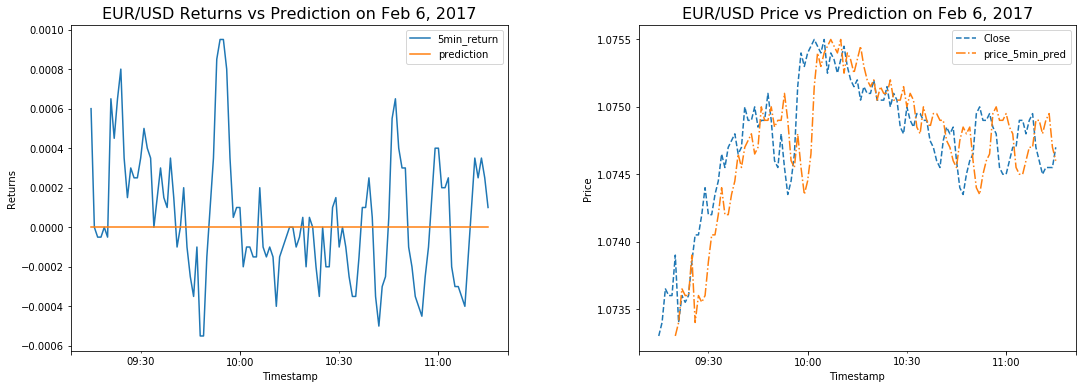 EUR/USD Returns vs Prediction on Feb 6, 2017
0.0010
0.0008
0.0006
0.0004
0.0002
0.0000
−0.0002
−0.0004
−0.0006
Returns
5min_return
prediction
09:30
10:00
10:30
11:00
Timestamp
EUR/USD Price vs Prediction on Feb 6, 2017
1.0755
1.0750
1.0745
1.0740
1.0735
Price
Close
price_5min_pred
09:30
10:00
10:30
11:00
Timestamp